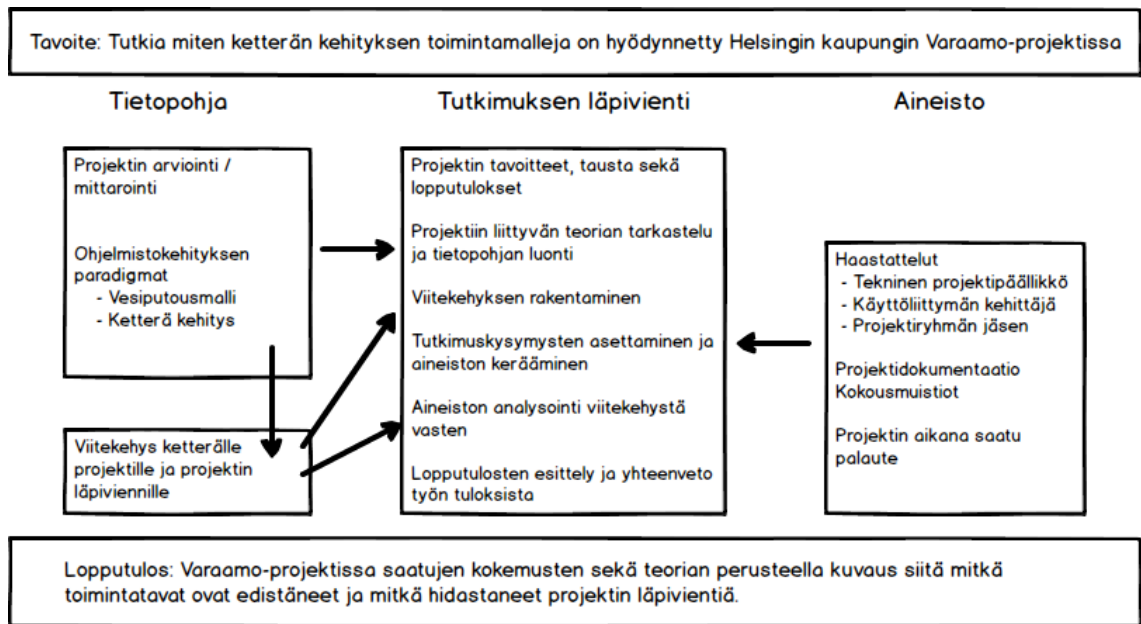 Tavoite: Tutkia miten ketterän kehityksen toimintamalleja on hyödynnetty Helsingin kaupungin Varaamo-projektissa
Tietopohja
Projektin arviointi /
mittarointi
Ohjelmistokehityksen
paradigmat
- Vesiputousmalli
- Ketterä kehitys
Viitekehys ketterälle
projektille ja projektin
läpiviennille
Tutkimuksen läpivienti
Projektin tavoitteet, tausta sekä
lopputulokset
Projektiin liittyvän teorian tarkastelu
ja tietopohjan luonti
Viitekehyksen rakentaminen
Tutkimuskysymysten asettaminen ja
aineiston kerääminen
Aineiston analysointi viitekehystä
vasten
Lopputulosten esittely ja yhteenveto
työn tuloksista
Aineisto
Haastattelut
- Tekninen projektipäällikkö
- Käyttöliittymän kehittäjä
- Projektiryhmän jäsen
Projektidokumentaatio
Kokousmuistiot
Projektin aikana saatu
palaute
Lopputulos: Varaamo-projektissa saatujen kokemusten sekä teorian perusteella kuvaus siitä mitkä
toimintatavat ovat edistäneet ja mitkä hidastaneet projektin läpivientiä.